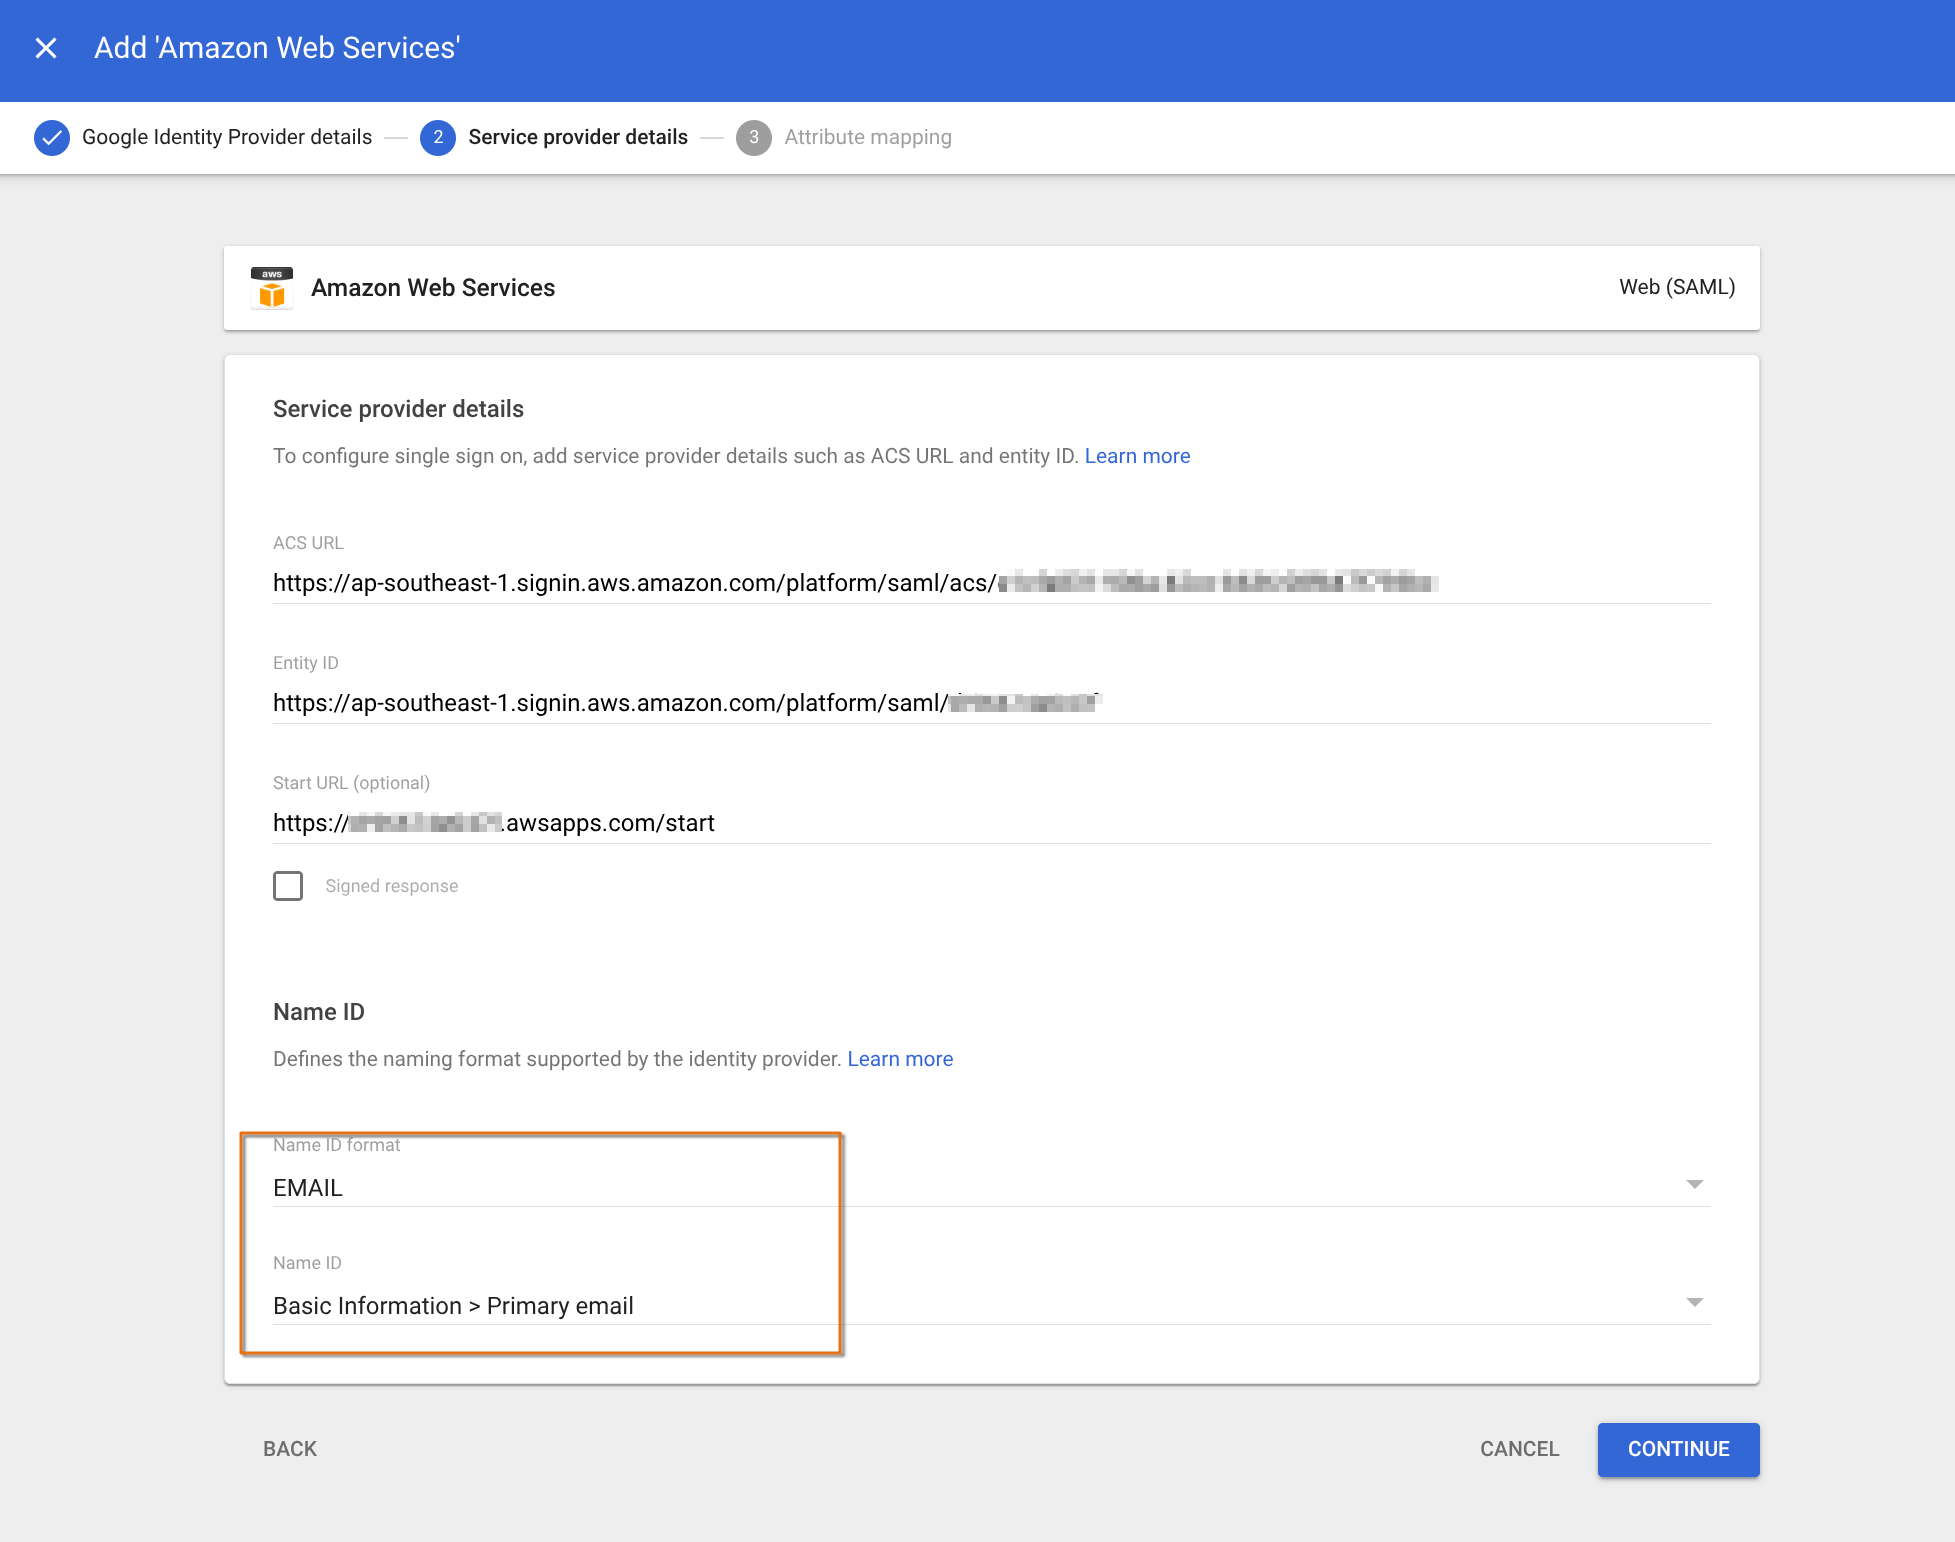 Add 'Amazon Web Services'
Google Identity Provider details
2 Service provider details
3 Attribute mapping
aws
Amazon Web Services
Web (SAML)
Service provider details
To configure single sign on, add service provider details such as ACS URL and entity ID. Learn more
ACS URL
https://ap-southeast-1.signin.aws.amazon.com/platform/saml/acs/
Entity ID
https://ap-southeast-1.signin.aws.amazon.com/platform/saml/
Start URL (optional)
https:// .awsapps.com/start
Signed response
Name ID
Defines the naming format supported by the identity provider. Learn more
Name ID format
EMAIL
Name ID
Basic Information > Primary email
BACK
CANCEL
CONTINUE